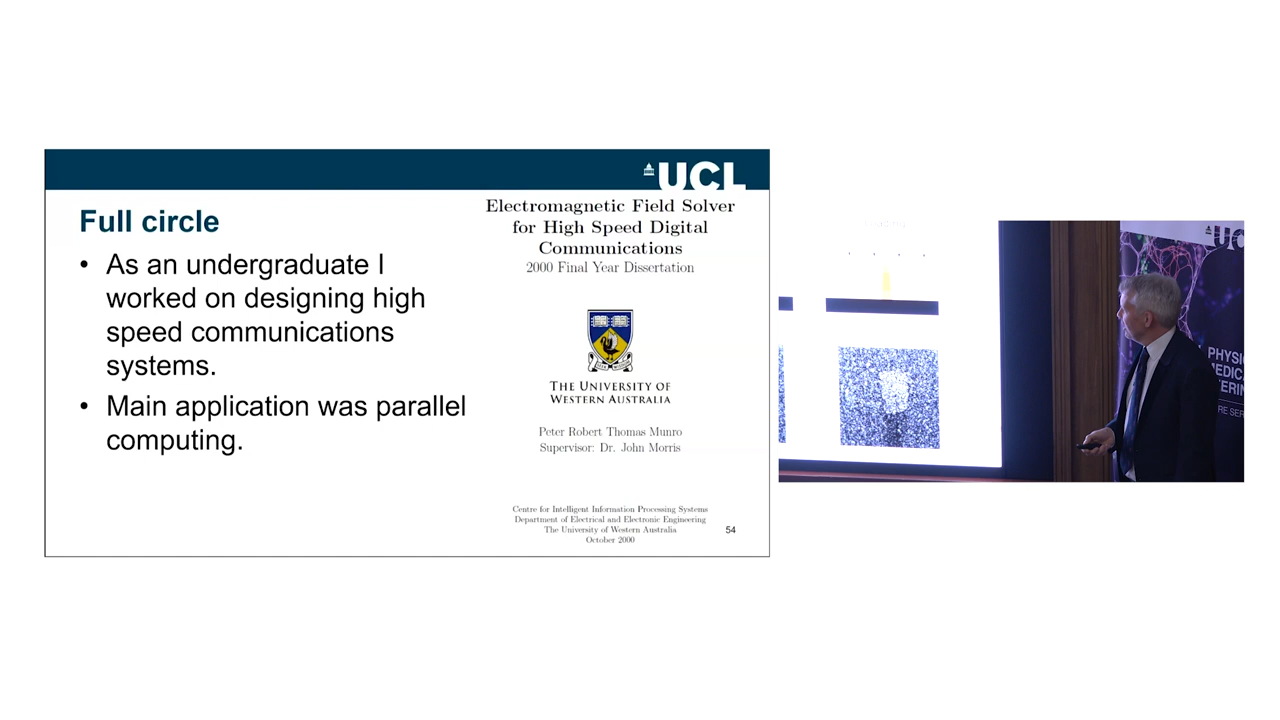 UCL
Full circle
• As an undergraduate I
worked on designing high
speed communications
systems.
• Main application was parallel
computing.
Electromagnetic Field Solver
for High Speed Digital
Communications
2000 Final Year Dissertation
THE UNIVERSITY OF
WESTERN AUSTRALIA
Peter Robert Thomas Munro
Supervisor: Dr. John Morris
Centre for Intelligent Information Processing Systems
Department of Electrical and Electronic Engineering
The University of Western Australia
October 2000
54
UC
PHYSIC
MEDIC
ERIN
RE SER